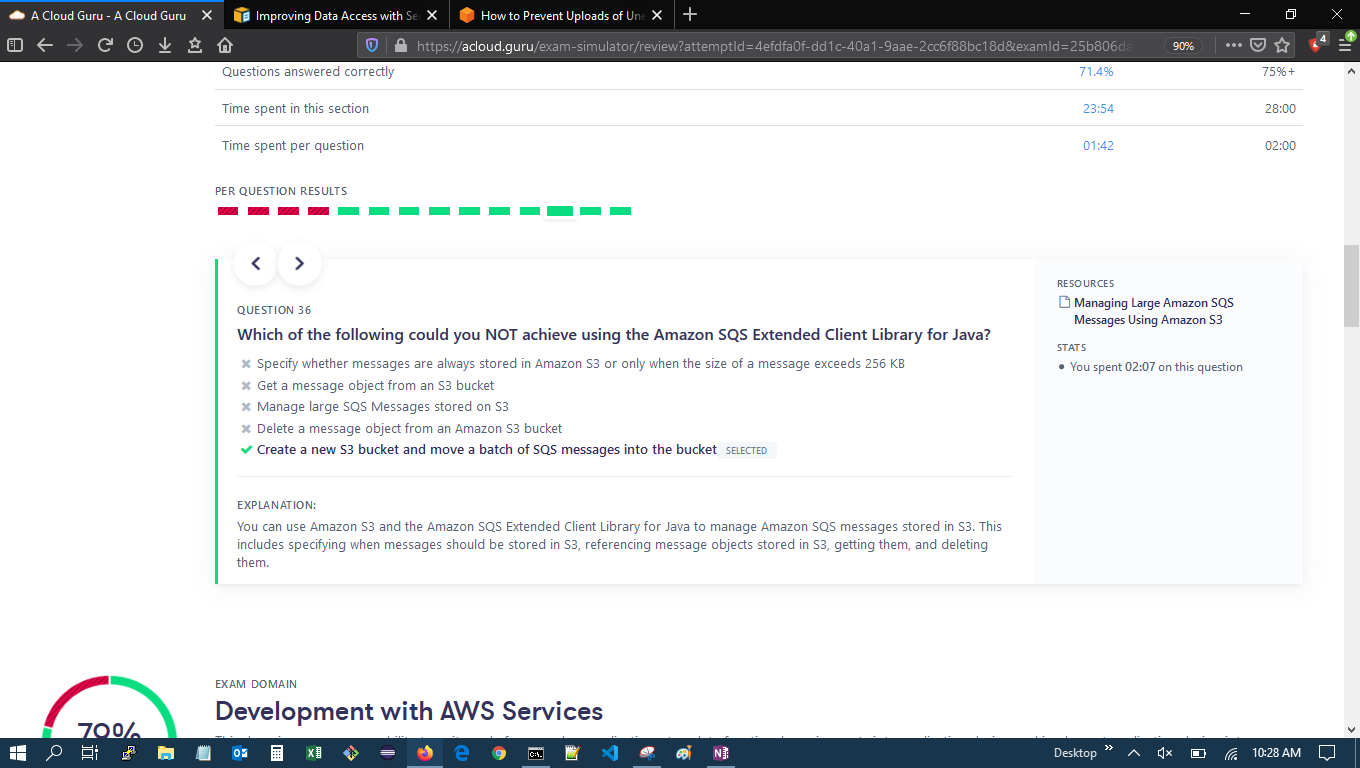 A Cloud Guru - A Cloud Guru
Improving Data Access with Se
How to Prevent Uploads of Une
https://acloud.guru/exam-simulator/review?attemptId=4efdfa0f-dd1c-40a1-9aae-2cc6f88bc18d&examId=25b806d
90%
4
Questions answered correctly 71.4% 75%+
Time spent in this section 23:54 28:00
Time spent per question 01:42 02:00
PER QUESTION RESULTS
QUESTION 36
Which of the following could you NOT achieve using the Amazon SQS Extended Client Library for Java?
Specify whether messages are always stored in Amazon S3 or only when the size of a message exceeds 256 KB
Get a message object from an S3 bucket
Manage large SQS Messages stored on S3
Delete a message object from an Amazon S3 bucket
Create a new S3 bucket and move a batch of SQS messages into the bucket SELECTED
EXPLANATION:
You can use Amazon S3 and the Amazon SQS Extended Client Library for Java to manage Amazon SQS messages stored in S3. This
includes specifying when messages should be stored in S3, referencing message objects stored in S3, getting them, and deleting
them.
RESOURCES
Managing Large Amazon SQS
Messages Using Amazon S3
STATS
You spent 02:07 on this question
79%
EXAM DOMAIN
Development with AWS Services
Desktop
10:28 AM